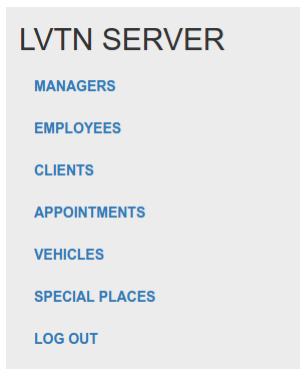 LVTN SERVER
MANAGERS
EMPLOYEES
CLIENTS
APPOINTMENTS
VEHICLES
SPECIAL PLACES
LOG OUT